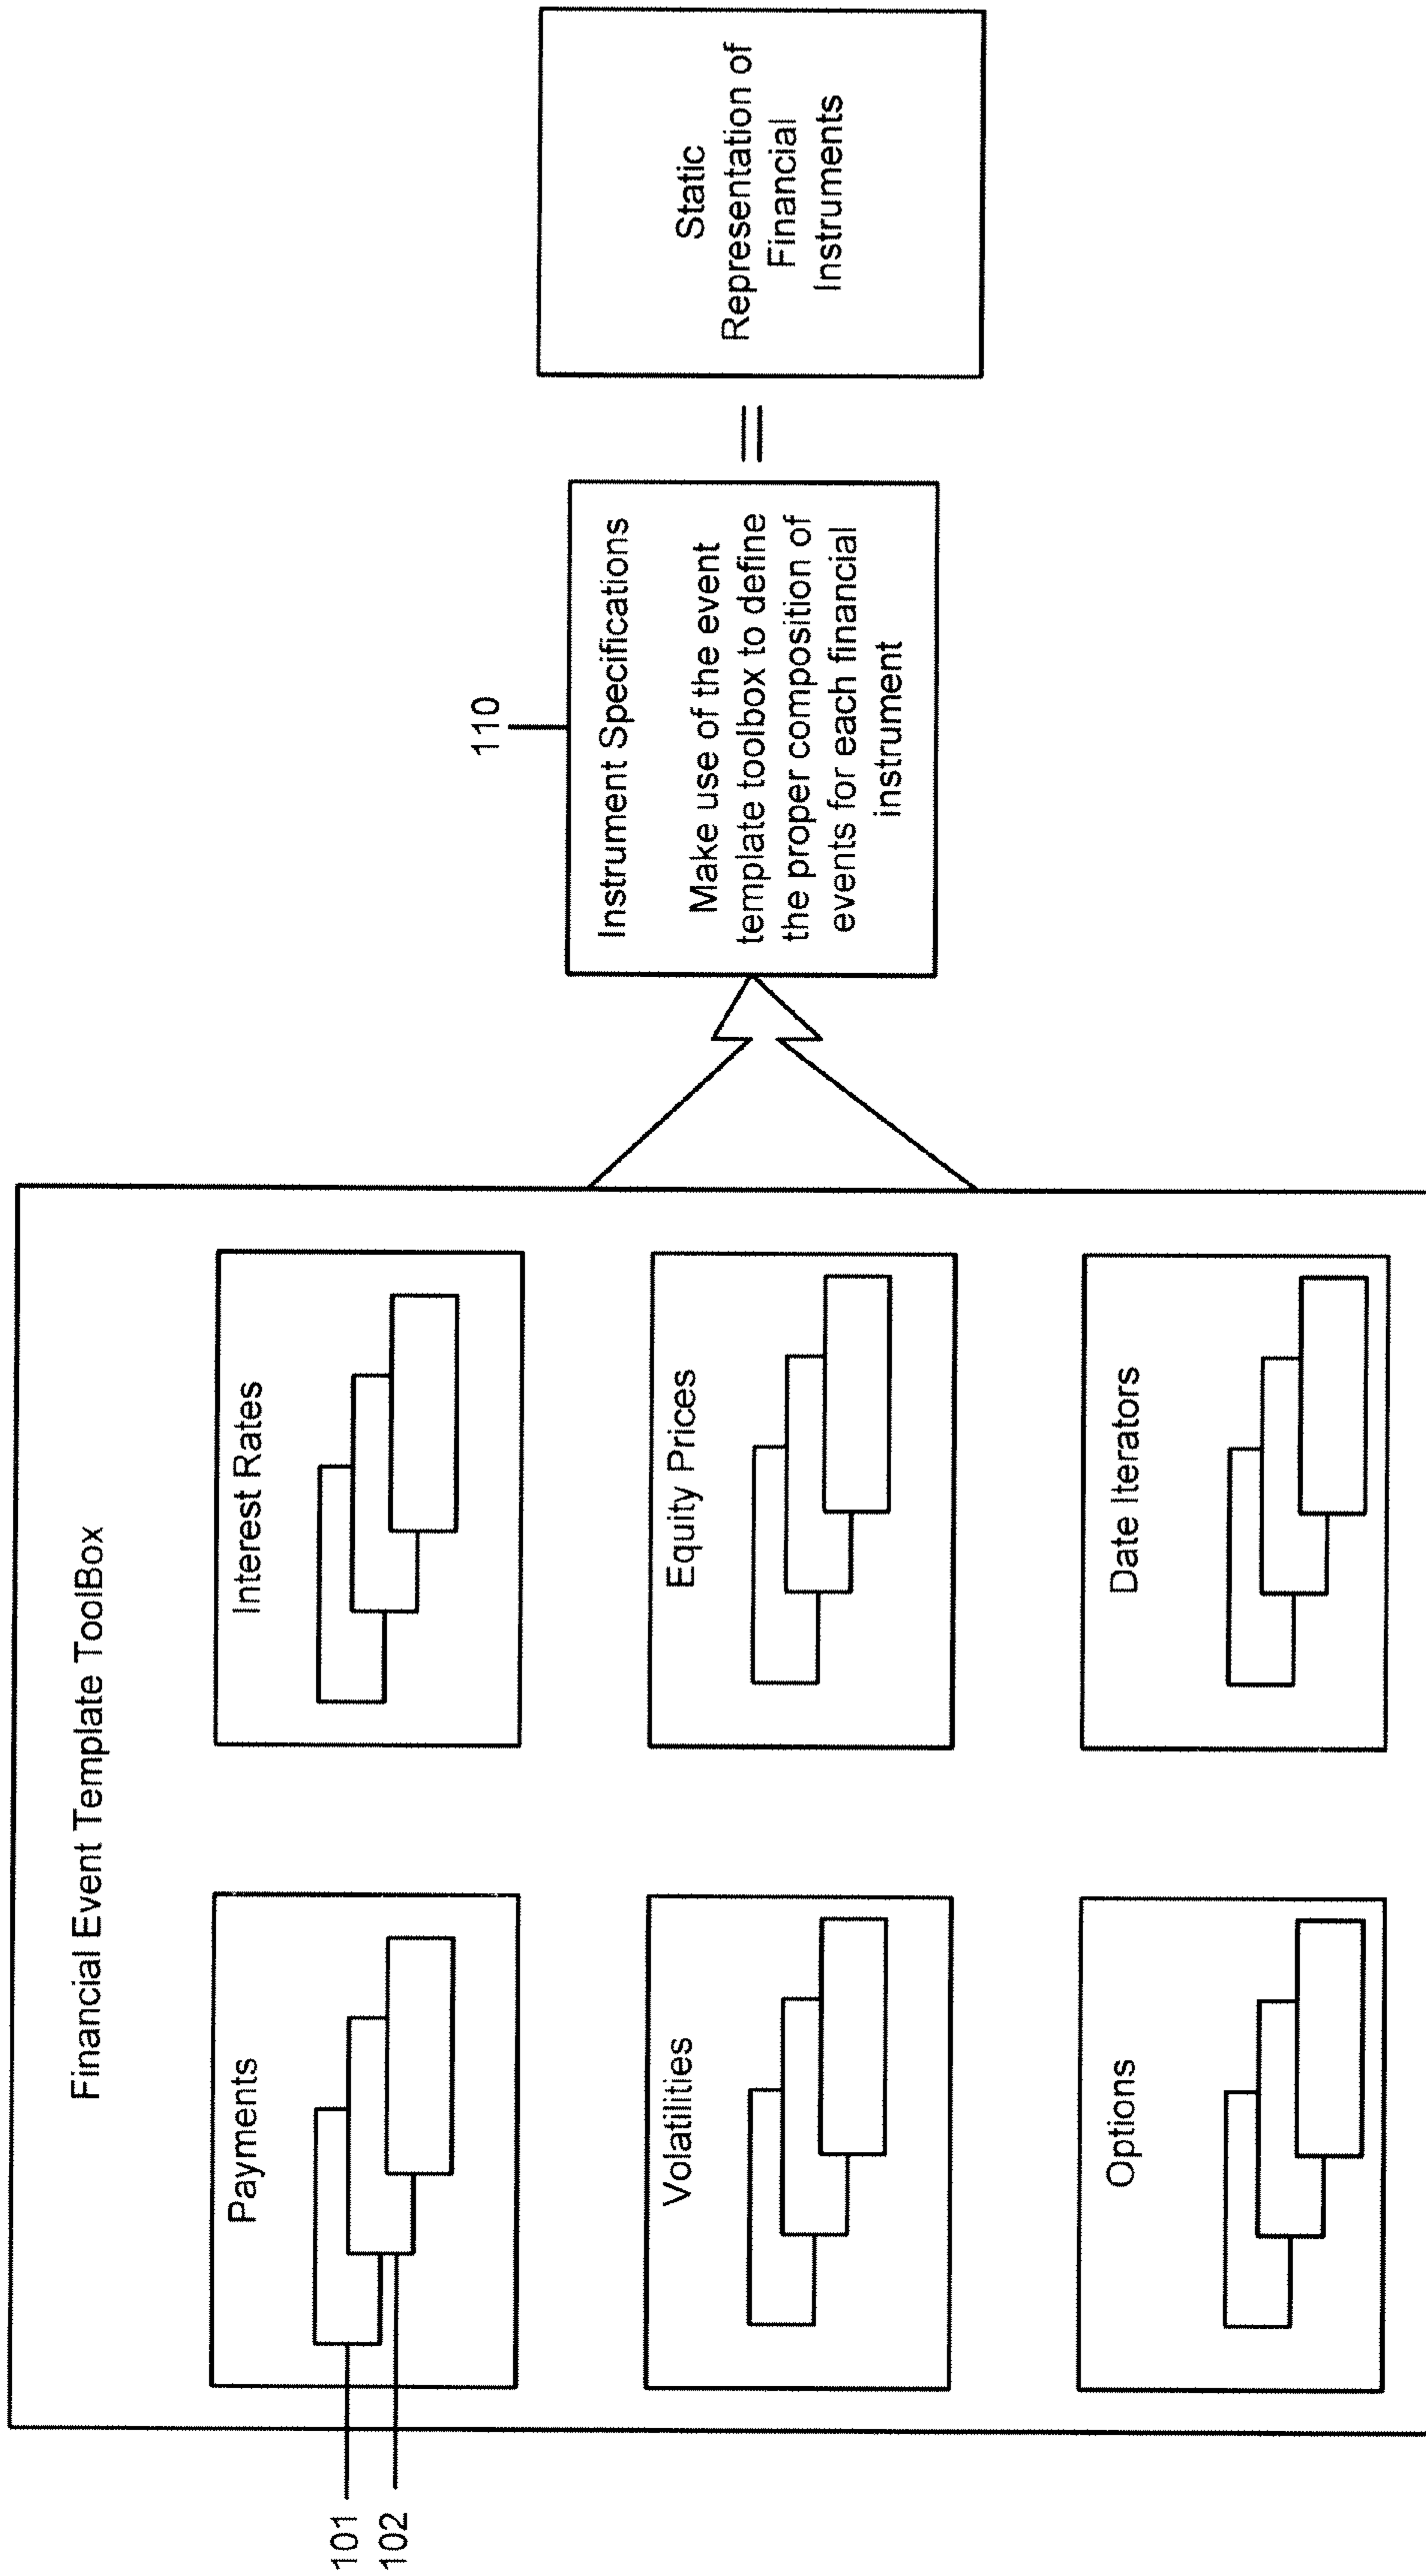 Financial Event Template ToolBox
Payments
Interest Rates
101
102
Volatilities
Equity Prices
Options
Date Iterators
110
Instrument Specifications
Make use of the event
template toolbox to define
the proper composition of
events for each financial
instrument
=
Static
Representation of
Financial
Instruments